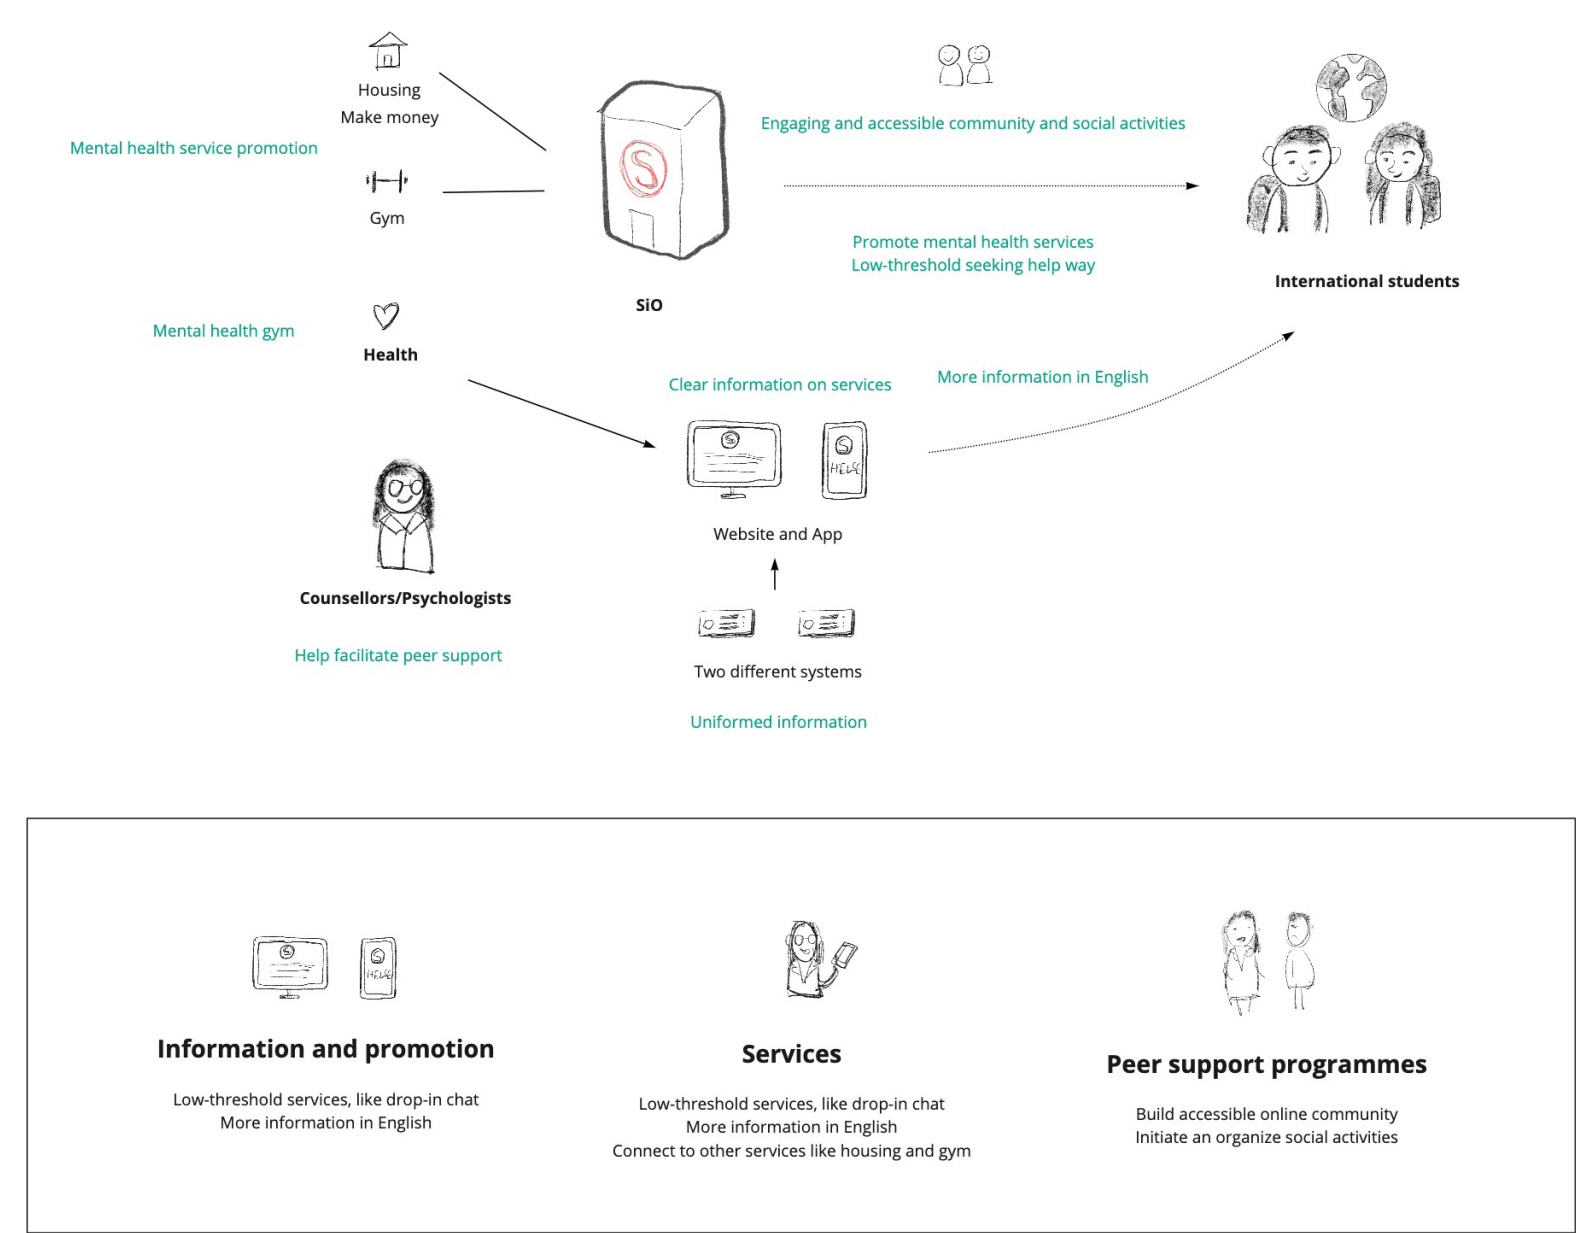 Housing
Make money
Mental health service promotion
Gym
Mental health gym
Health
S
SiO
Engaging and accessible community and social activities
Promote mental health services
Low-threshold seeking help way
International students
Clear information on services
More information in English
S
S
HELSE
Website and App
Counsellors/Psychologists
Help facilitate peer support
Two different systems
Uniformed information
S
S
HELSE
Information and promotion
Low-threshold services, like drop-in chat
More information in English
Services
Low-threshold services, like drop-in chat
More information in English
Connect to other services like housing and gym
Peer support programmes
Build accessible online community
Initiate an organize social activities